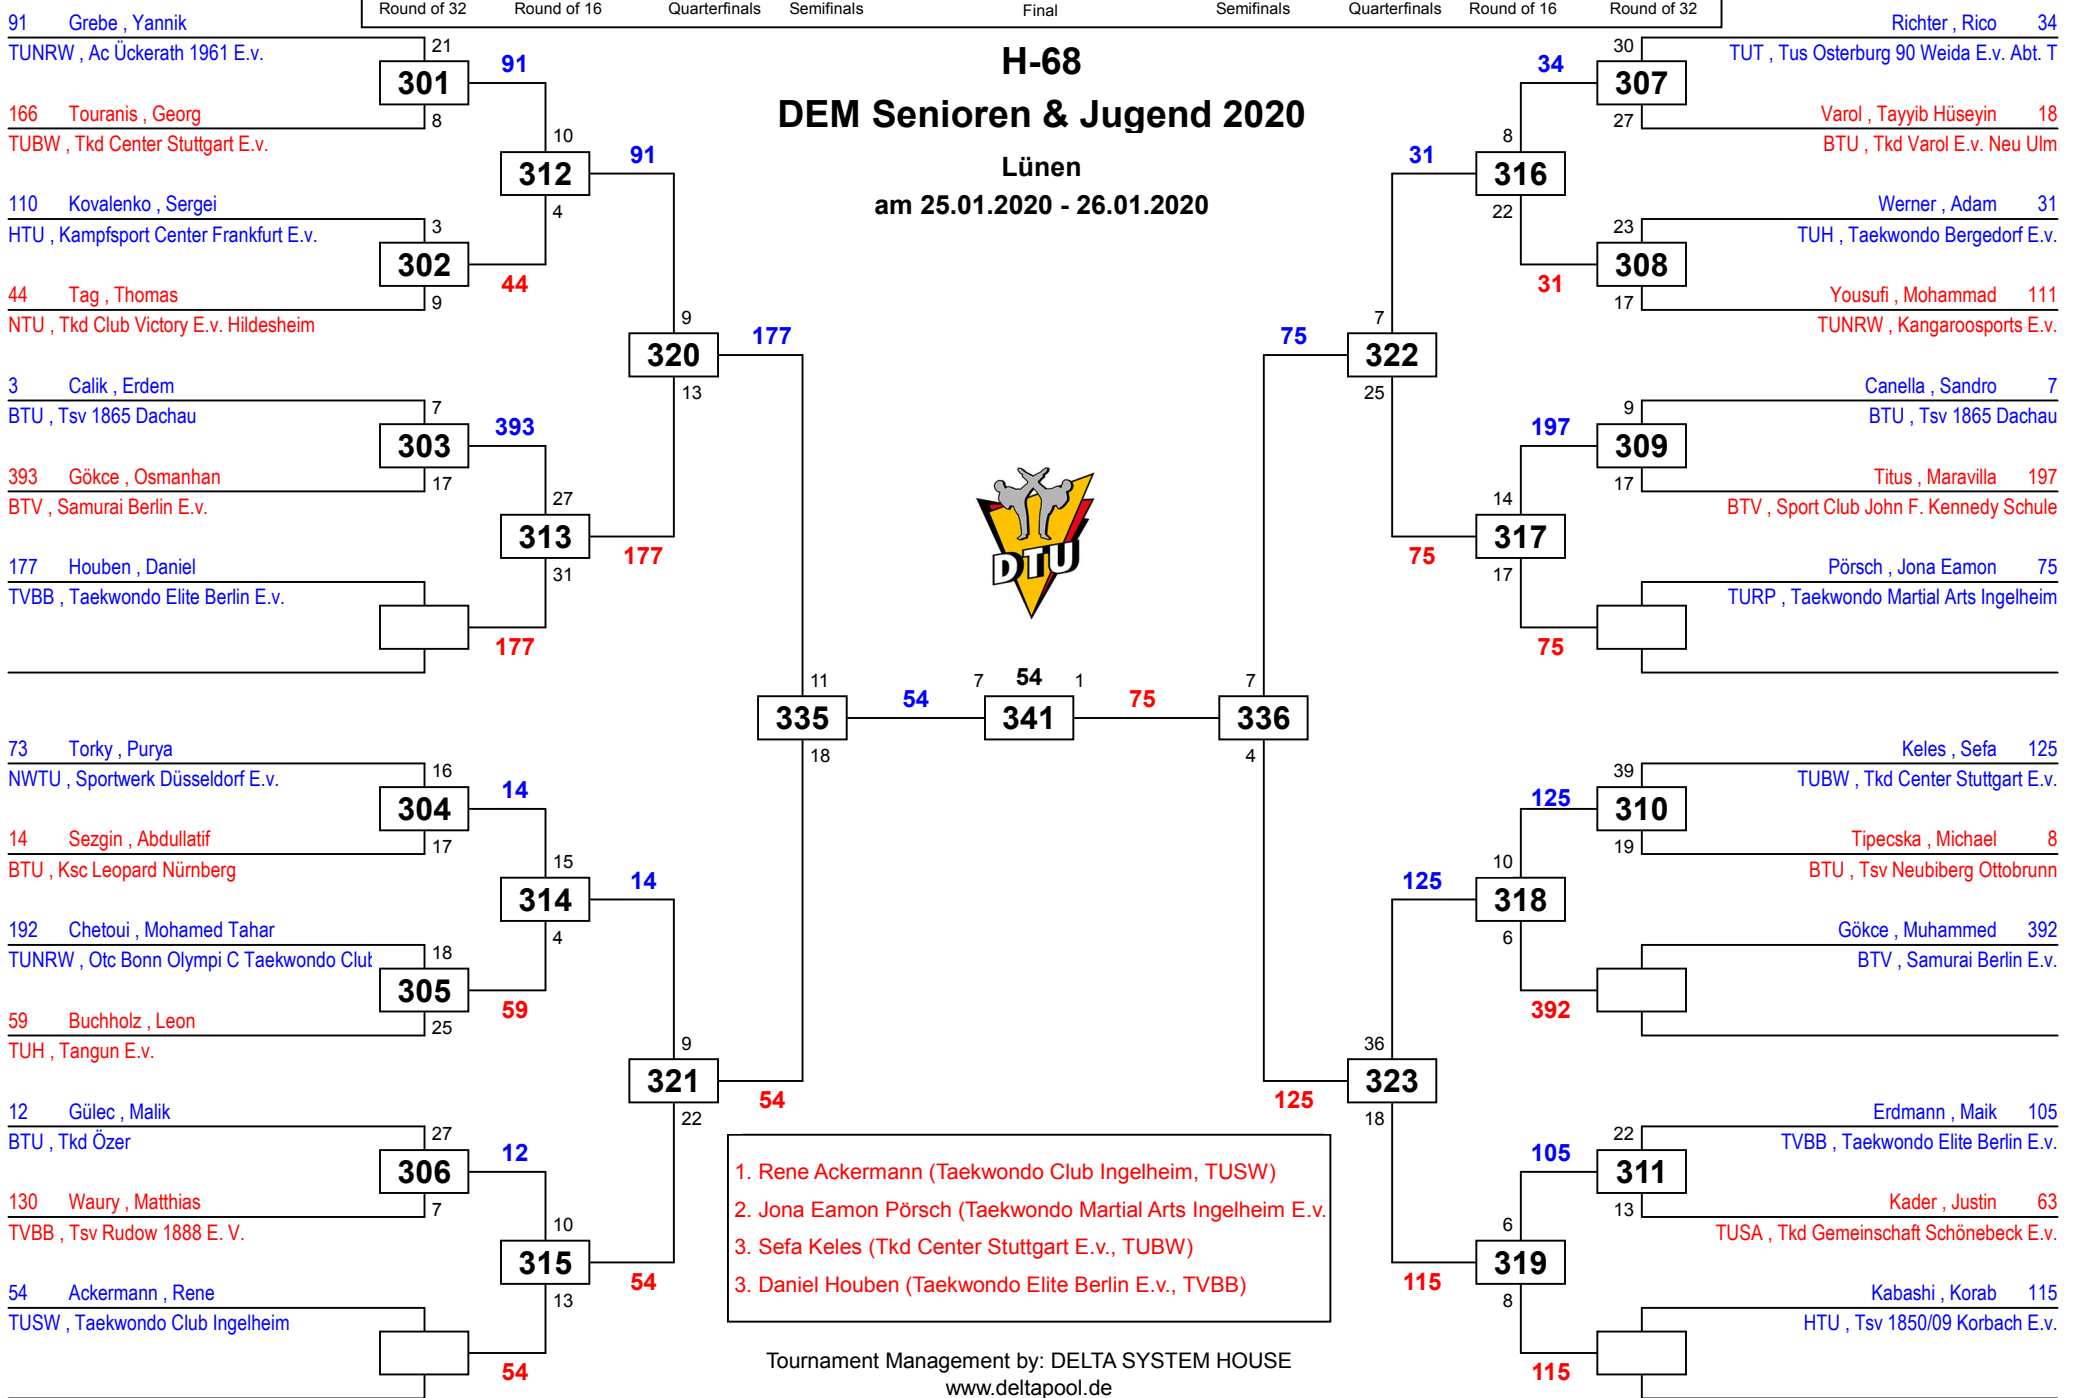 Round of 32 Round of 16 Quarterfinals Semifinals Final Semifinals Quarterfinals Round of 16 Round of 32
H-68
DEM Senioren & Jugend 2020
Lünen
am 25.01.2020 - 26.01.2020
91 Grebe , Yannik
TUNRW , Ac Ückerath 1961 E.v.
21
301
91
8
166 Touranis , Georg
TUBW , Tkd Center Stuttgart E.v.
10
312
91
4
110 Kovalenko , Sergei
HTU , Kampfsport Center Frankfurt E.v.
3
302
44
9
44 Tag , Thomas
NTU , Tkd Club Victory E.v. Hildesheim
9
320
177
13
3 Calik , Erdem
BTU , Tsv 1865 Dachau
7
303
393
17
393 Gökce , Osmanhan
BTV , Samurai Berlin E.v.
27
313
177
31
177 Houben , Daniel
TVBB , Taekwondo Elite Berlin E.v.
177
11
335
54
18
73 Torky , Purya
NWTU , Sportwerk Düsseldorf E.v.
16
304
14
17
14 Sezgin , Abdullatif
BTU , Ksc Leopard Nürnberg
15
314
14
4
192 Chetoui , Mohamed Tahar
TUNRW , Otc Bonn Olympi C Taekwondo Club
18
305
59
25
59 Buchholz , Leon
TUH , Tangun E.v.
9
321
54
22
12 Gülec , Malik
BTU , Tkd Özer
27
306
12
7
130 Waury , Matthias
TVBB , Tsv Rudow 1888 E. V.
10
315
54
13
54 Ackermann , Rene
TUSW , Taekwondo Club Ingelheim
54
DTU
7 54 1
341
Richter , Rico 34
TUT , Tus Osterburg 90 Weida E.v. Abt. T
30
34
307
27
Varol , Tayyib Hüseyin 18
BTU , Tkd Varol E.v. Neu Ulm
8
31
316
22
Werner , Adam 31
TUH , Taekwondo Bergedorf E.v.
23
308
31
17
Yousufi , Mohammad 111
TUNRW , Kangaroosports E.v.
7
75
322
25
Canella , Sandro 7
BTU , Tsv 1865 Dachau
9
197
309
17
Titus , Maravilla 197
BTV , Sport Club John F. Kennedy Schule
14
317
75
17
Pörsch , Jona Eamon 75
TURP , Taekwondo Martial Arts Ingelheim
75
7
75
336
4
Keles , Sefa 125
TUBW , Tkd Center Stuttgart E.v.
39
125
310
19
Tipecska , Michael 8
BTU , Tsv Neubiberg Ottobrunn
10
125
318
6
Gökce , Muhammed 392
BTV , Samurai Berlin E.v.
392
36
323
125
18
Erdmann , Maik 105
TVBB , Taekwondo Elite Berlin E.v.
22
105
311
13
Kader , Justin 63
TUSA , Tkd Gemeinschaft Schönebeck E.v.
6
319
115
8
Kabashi , Korab 115
HTU , Tsv 1850/09 Korbach E.v.
115
1. Rene Ackermann (Taekwondo Club Ingelheim, TUSW)
2. Jona Eamon Pörsch (Taekwondo Martial Arts Ingelheim E.v.
3. Sefa Keles (Tkd Center Stuttgart E.v., TUBW)
3. Daniel Houben (Taekwondo Elite Berlin E.v., TVBB)
Tournament Management by: DELTA SYSTEM HOUSE
www.deltapool.de